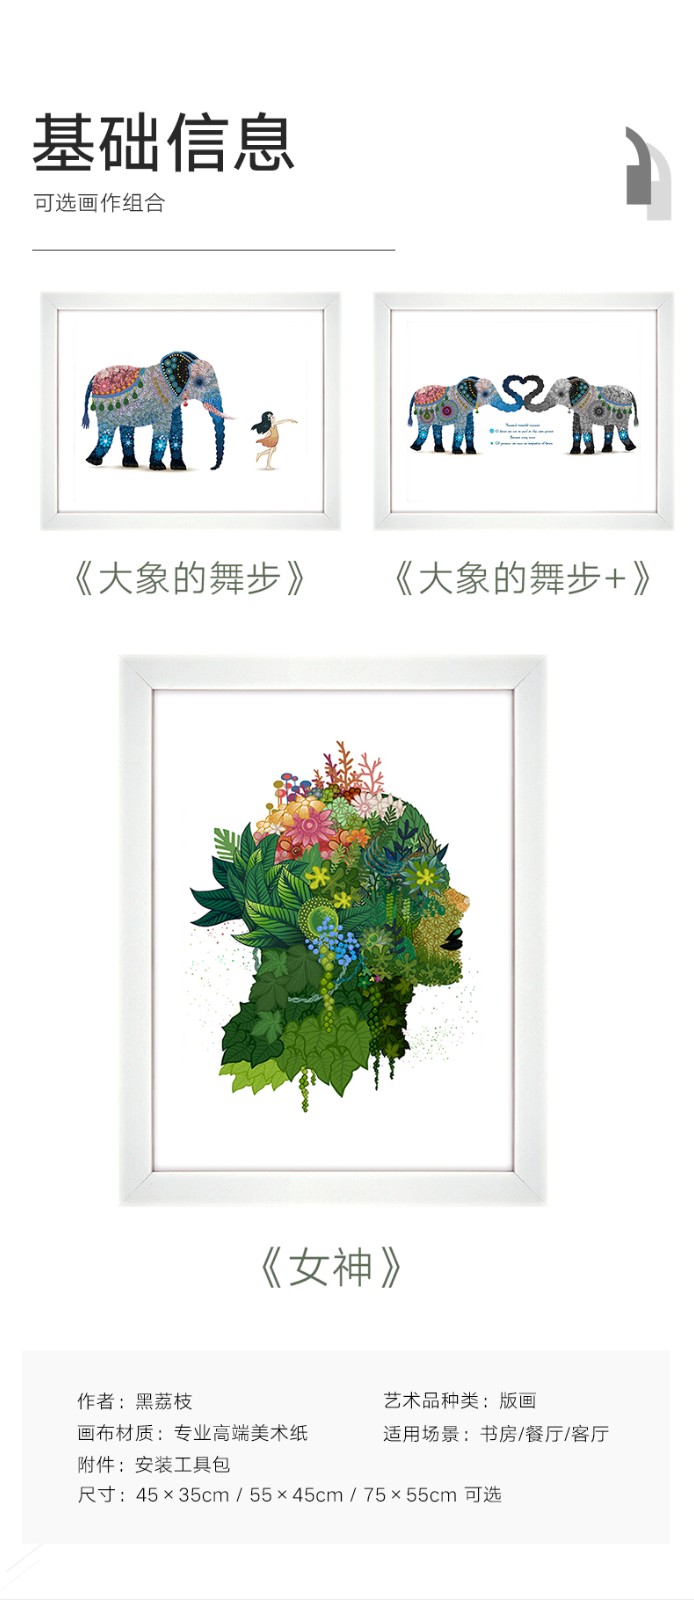 基础信息
可选画作组合
《大象的舞步》
《大象的舞步+》
《女神》
作者：黑荔枝
艺术品种类：版画
画布材质：专业高端美术纸
适用场景：书房/餐厅/客厅
附件：安装工具包
尺寸：45×35cm / 55×45cm / 75×55cm 可选